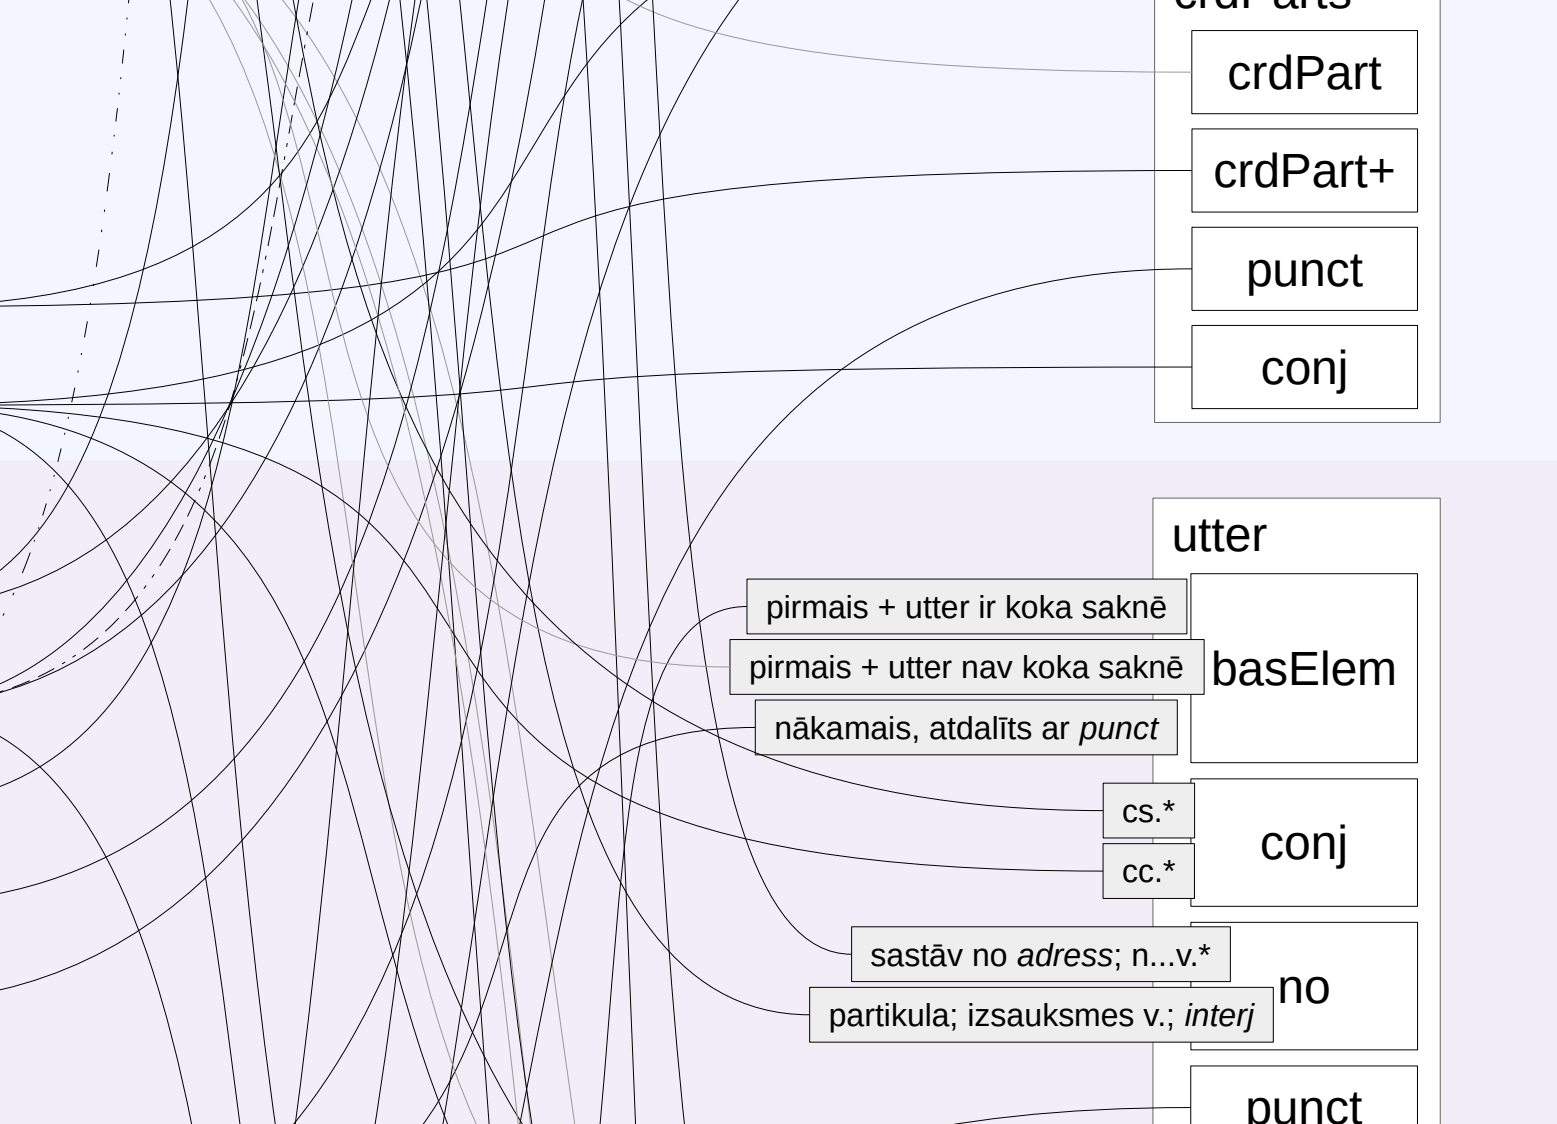 crdParts
crdPart
crdPart+
punct
conj
utter
pirmais + utter ir koka saknē
pirmais + utter nav koka saknē
basElem
nākamais, atdalīts ar punct
cs.*
conj
cc.*
sastāv no adress; n...v.*
no
partikula; izsauksmes v.; interj
punct